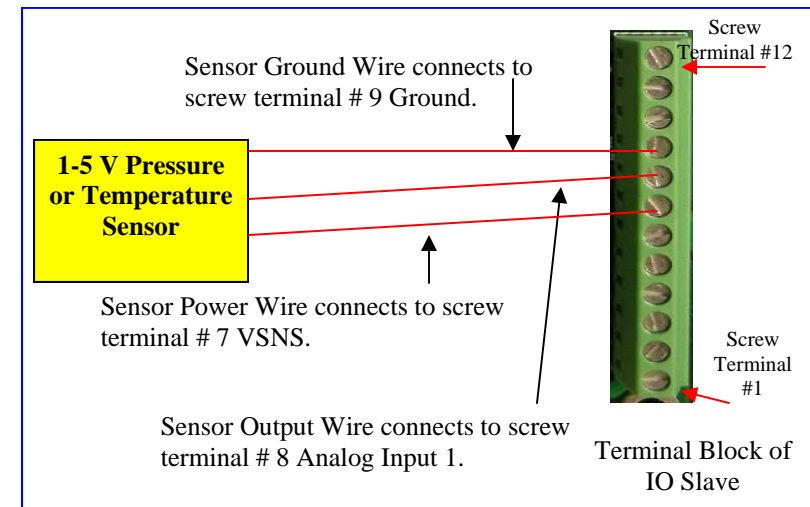 Screw
Terminal #12
Sensor Ground Wire connects to
screw terminal # 9 Ground.
1-5 V Pressure
or Temperature
Sensor
Sensor Power Wire connects to screw
terminal # 7 VSNS.
Screw
Terminal
#1
Sensor Output Wire connects to screw
terminal # 8 Analog Input 1.
Terminal Block of
IO Slave